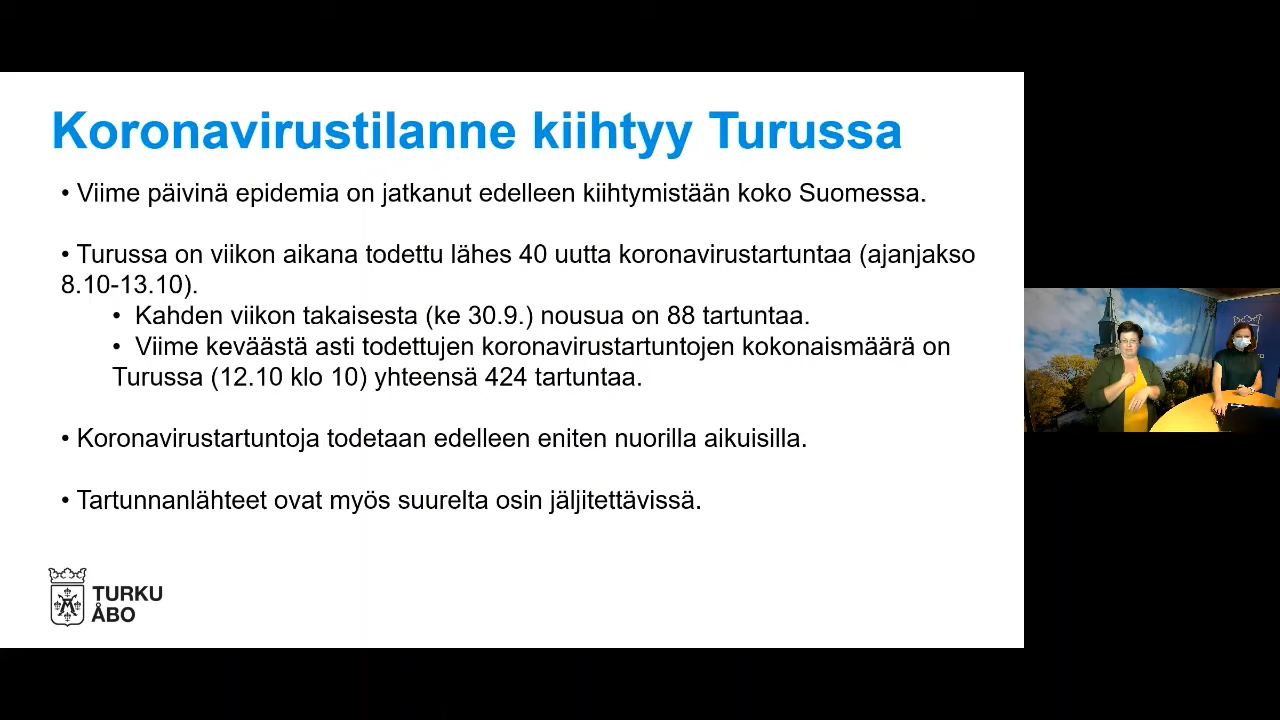 Koronavirustilanne kiihtyy Turussa
• Viime päivinä epidemia on jatkanut edelleen kiihtymistään koko Suomessa.
• Turussa on viikon aikana todettu lähes 40 uutta koronavirustartuntaa (ajanjakso
8.10-13.10).
• Kahden viikon takaisesta (ke 30.9.) nousua on 88 tartuntaa.
• Viime keväästä asti todettujen koronavirustartuntojen kokonaismäärä on
Turussa (12.10 klo 10) yhteensä 424 tartuntaa.
• Koronavirustartuntoja todetaan edelleen eniten nuorilla aikuisilla.
• Tartunnanlähteet ovat myös suurelta osin jäljitettävissä.
TURKU
ÅBO